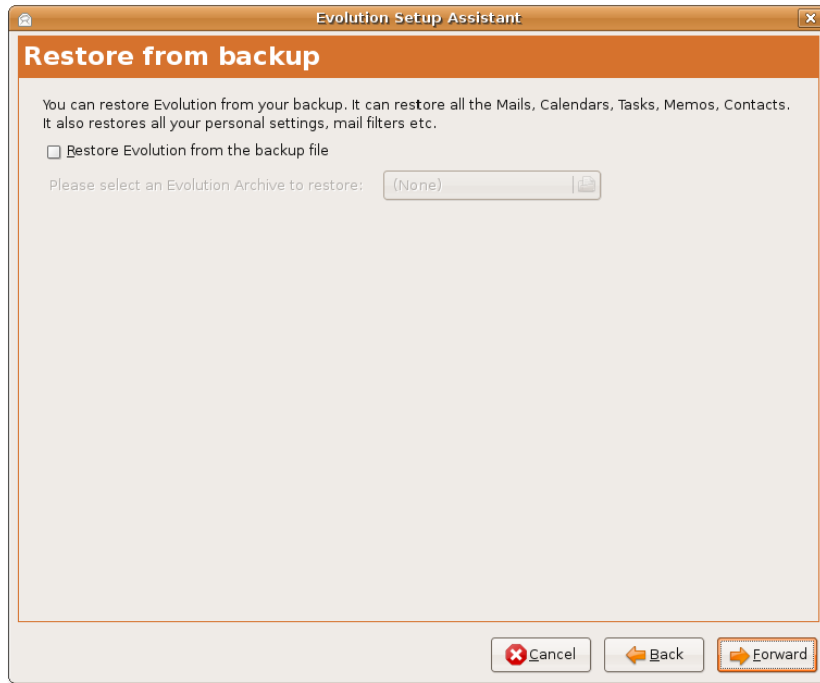 Evolution Setup Assistant
Restore from backup
You can restore Evolution from your backup. It can restore all the Mails, Calendars, Tasks, Memos, Contacts.
It also restores all your personal settings, mail filters etc.
Restore Evolution from the backup file
Please select an Evolution Archive to restore: (None)
Cancel Back Forward